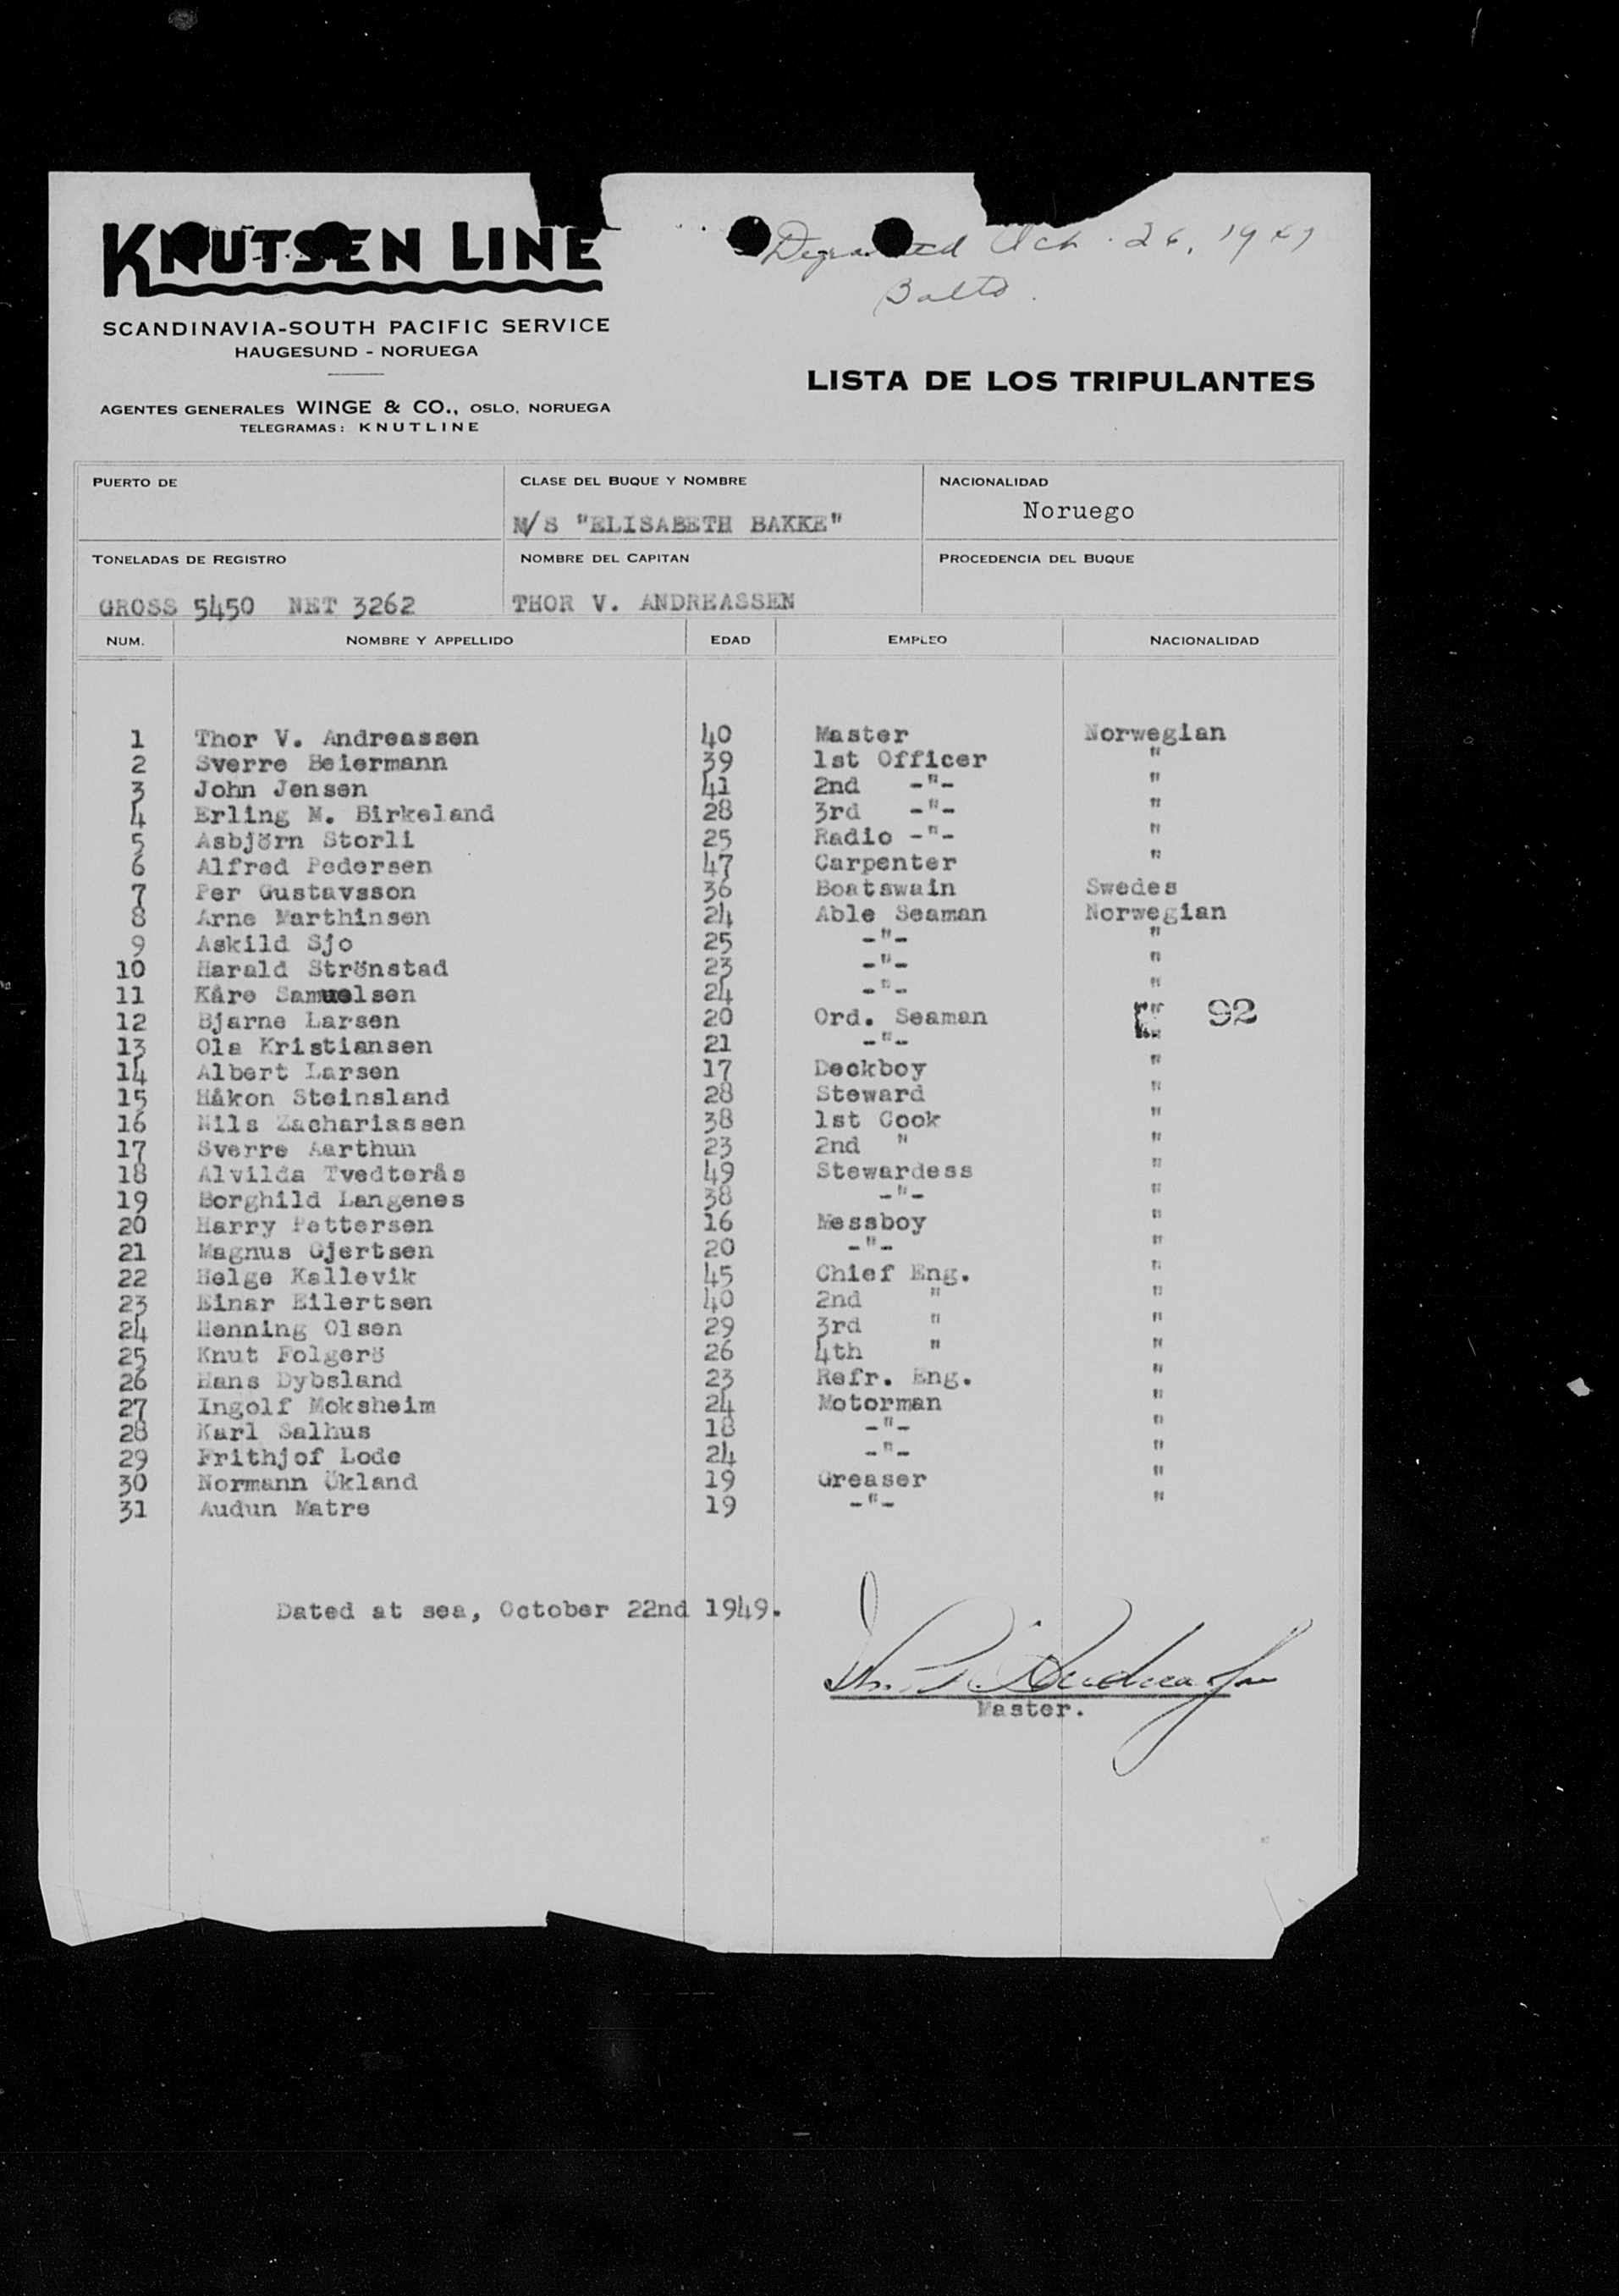 KNUTSEN LINE
Departed Oct. 26, 1949
Balto.
SCANDINAVIA-SOUTH PACIFIC SERVICE
HAUGESUND - NORUEGA
LISTA DE LOS TRIPULANTES
AGENTES GENERALES WINGE & CO., OSLO, NORUEGA
TELEGRAMAS: KNUTLINE
PUERTO DE CLASE DEL BUQUE Y NOMBRE NACIONALIDAD
M/S "ELISABETH BAKKE" Noruego
TONELADAS DE REGISTRO NOMBRE DEL CAPITAN PROCEDENCIA DEL BUQUE
GROSS 5450 NET 3262 THOR V. ANDREASSEN
NUM. NOMBRE Y APPELLIDO EDAD EMPLEO NACIONALIDAD
1 Thor V. Andreassen 40 Master Norwegian
2 Sverre Beiermann 39 1st Officer "
3 John Jensen 41 2nd -"- "
4 Erling M. Birkeland 28 3rd -"- "
5 Asbjörn Storli 25 Radio -"- "
6 Alfred Pedersen 47 Carpenter "
7 Per Gustavsson 36 Boatswain Swedes
8 Arne Marthinsen 24 Able Seaman Norwegian
9 Askild Sjo 25 -"- "
10 Harald Strönstad 23 -"- "
11 Kåre Samuelsen 24 -"- "
12 Bjarne Larsen 20 Ord. Seaman " 92
13 Ola Kristiansen 21 -"- "
14 Albert Larsen 17 Deckboy "
15 Håkon Steinsland 28 Steward "
16 Nils Zachariassen 38 1st Cook "
17 Sverre Aarthun 23 2nd " "
18 Alvilda Tvedterås 49 Stewardess "
19 Borghild Langenes 38 -"- "
20 Harry Pettersen 16 Messboy "
21 Magnus Gjertsen 20 -"- "
22 Helge Kallevik 45 Chief Eng. "
23 Einar Eilertsen 40 2nd " "
24 Henning Olsen 29 3rd " "
25 Knut Folgerö 26 4th " "
26 Hans Dybsland 23 Refr. Eng. "
27 Ingolf Moksheim 24 Motorman "
28 Karl Salhus 18 -"- "
29 Frithjof Lode 24 -"- "
30 Normann Ökland 19 Greaser "
31 Audun Matre 19 -"- "
Dated at sea, October 22nd 1949.
Th. V. Andreassen
Master.